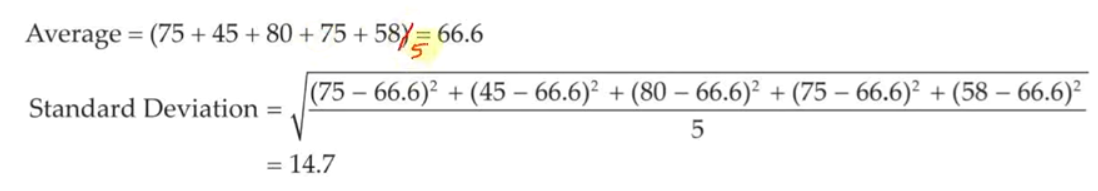 Average = (75 + 45 + 80 + 75 + 58)/5 = 66.6
Standard Deviation = √((75 – 66.6)² + (45 – 66.6)² + (80 – 66.6)² + (75 – 66.6)² + (58 – 66.6)² / 5)
= 14.7